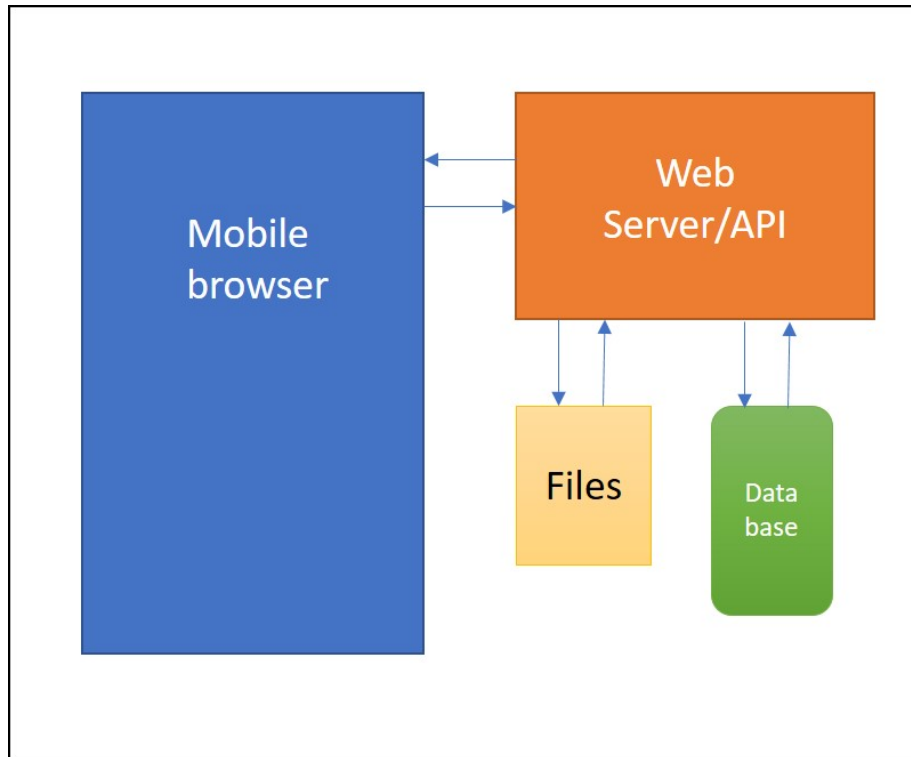 Mobile
browser
Web
Server/API
Files
Data
base